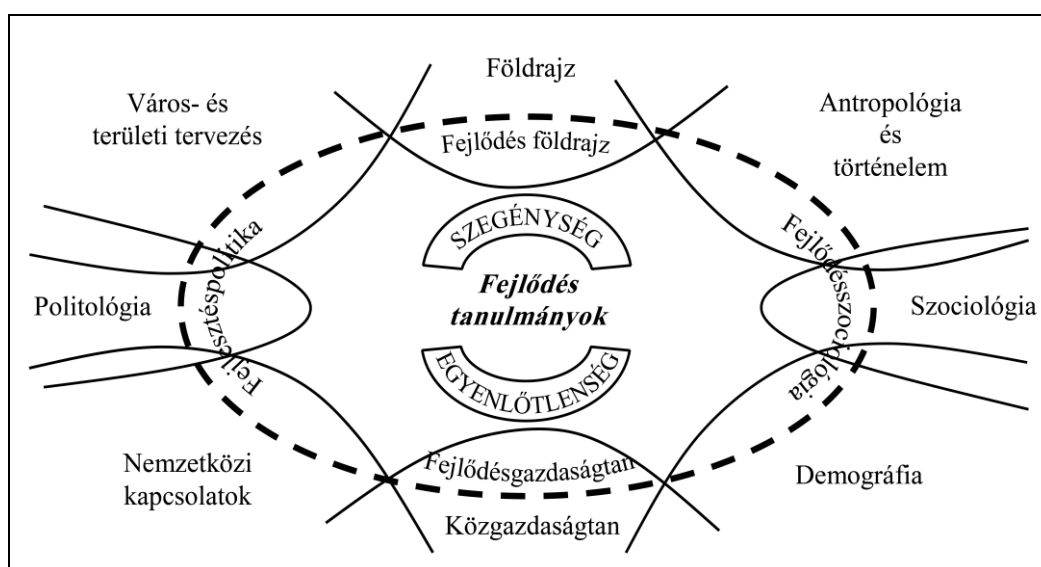 Földrajz
Város- és
területi tervezés
Antropológia
és
történelem
Fejlődés földrajz
SZEGÉNYSÉG
Fejlesztéspolitika
Fejlődés
tanulmányok
Fejlődésszociológia
Politológia
Szociológia
EGYENLŐTLENSÉG
Nemzetközi
kapcsolatok
Fejlődésgazdaságtan
Demográfia
Közgazdaságtan